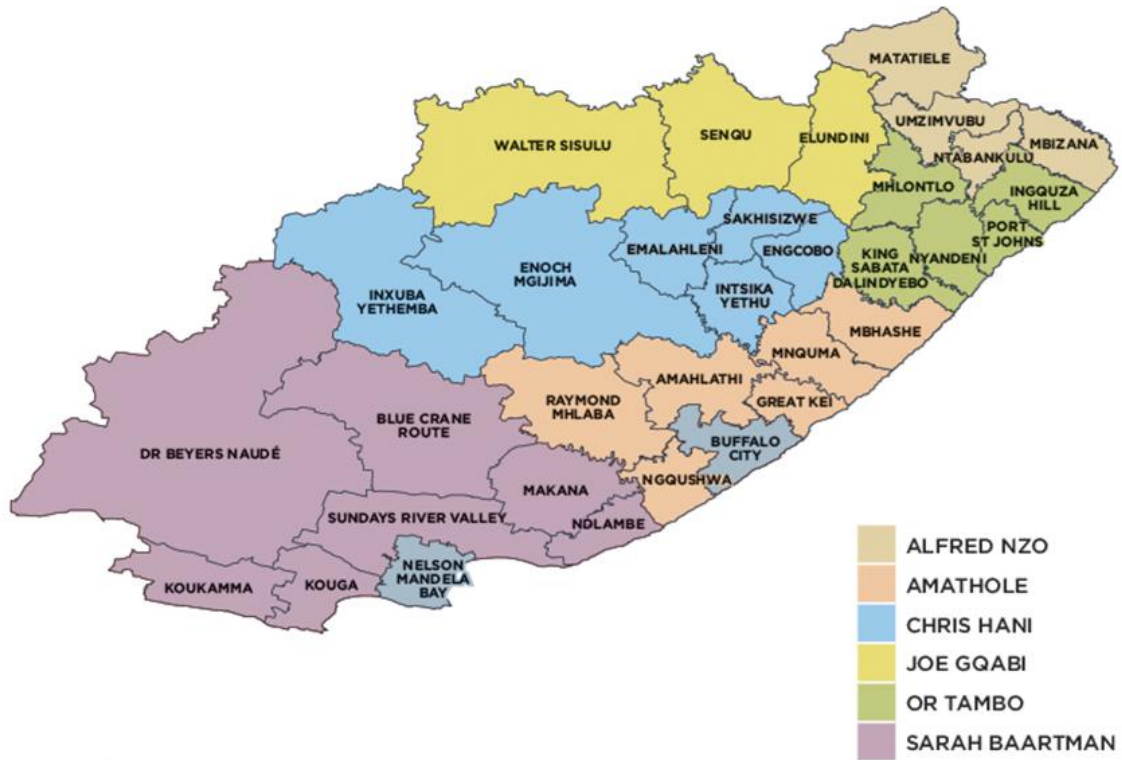 MATATIELE
UMZIMVUBU
MBIZANA
NTABANKULU
WALTER SISULU
SENQU
ELUNDINI
MHLONTLO
INGQUZA
HILL
PORT
ST JOHNS
NYANDENI
KING
SABATA
DALINDYEBO
SAKHISIZWE
EMALAHLENI
ENGCOBO
INTSIKA
YETHU
ENOCH
MGIJIMA
INXUBA
YETHEMBA
MBHASHE
MNQUMA
AMAHLATHI
GREAT KEI
RAYMOND
MHLABA
BUFFALO
CITY
NGQUSHWA
BLUE CRANE
ROUTE
DR BEYERS NAUDÉ
MAKANA
SUNDAYS RIVER VALLEY
NDLAMBE
NELSON
MANDELA
BAY
KOUKAMMA
KOUGA
ALFRED NZO
AMATHOLE
CHRIS HANI
JOE GQABI
OR TAMBO
SARAH BAARTMAN